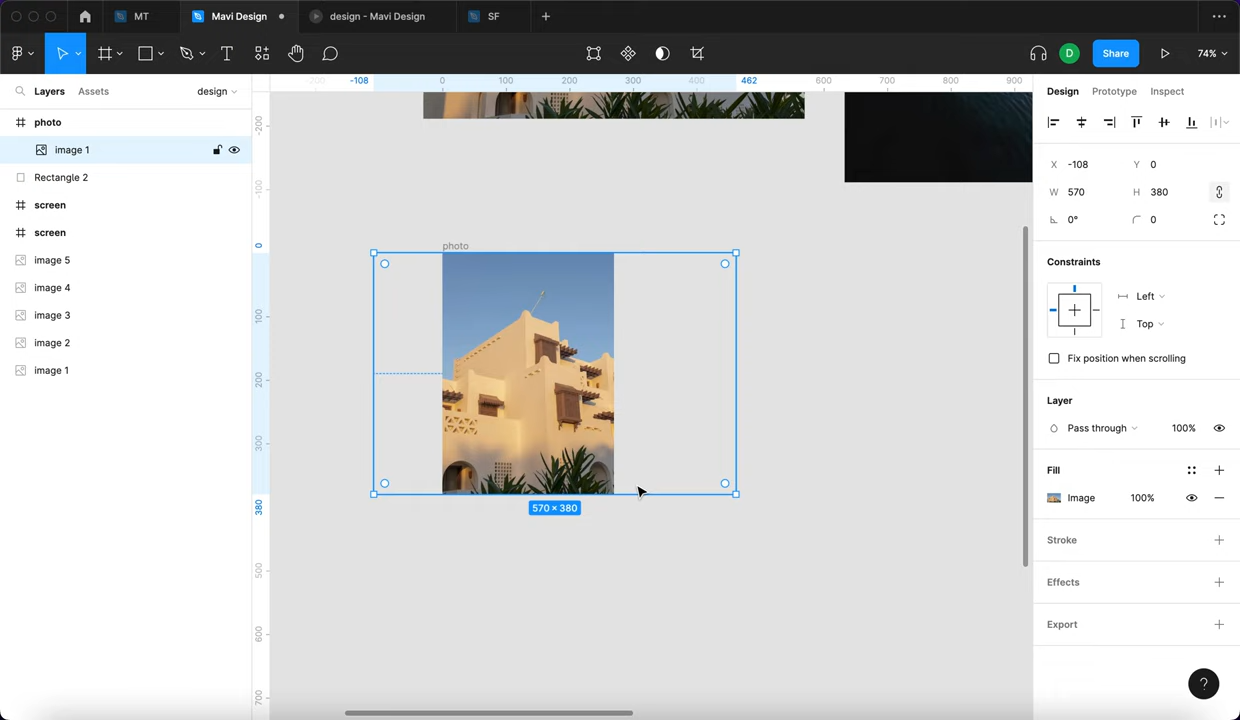 MT
Mavi Design
design - Mavi Design
SF
Share
74%
D
Layers
Assets
design
photo
image 1
Rectangle 2
screen
screen
image 5
image 4
image 3
image 2
image 1
-200
-108
0
100
200
300
400
462
600
700
800
900
-200
-100
0
100
200
300
380
500
600
700
photo
570 × 380
Design
Prototype
Inspect
X -108
Y 0
W 570
H 380
0°
0
Constraints
Left
Top
Fix position when scrolling
Layer
Pass through
100%
Fill
Image
100%
Stroke
Effects
Export
?